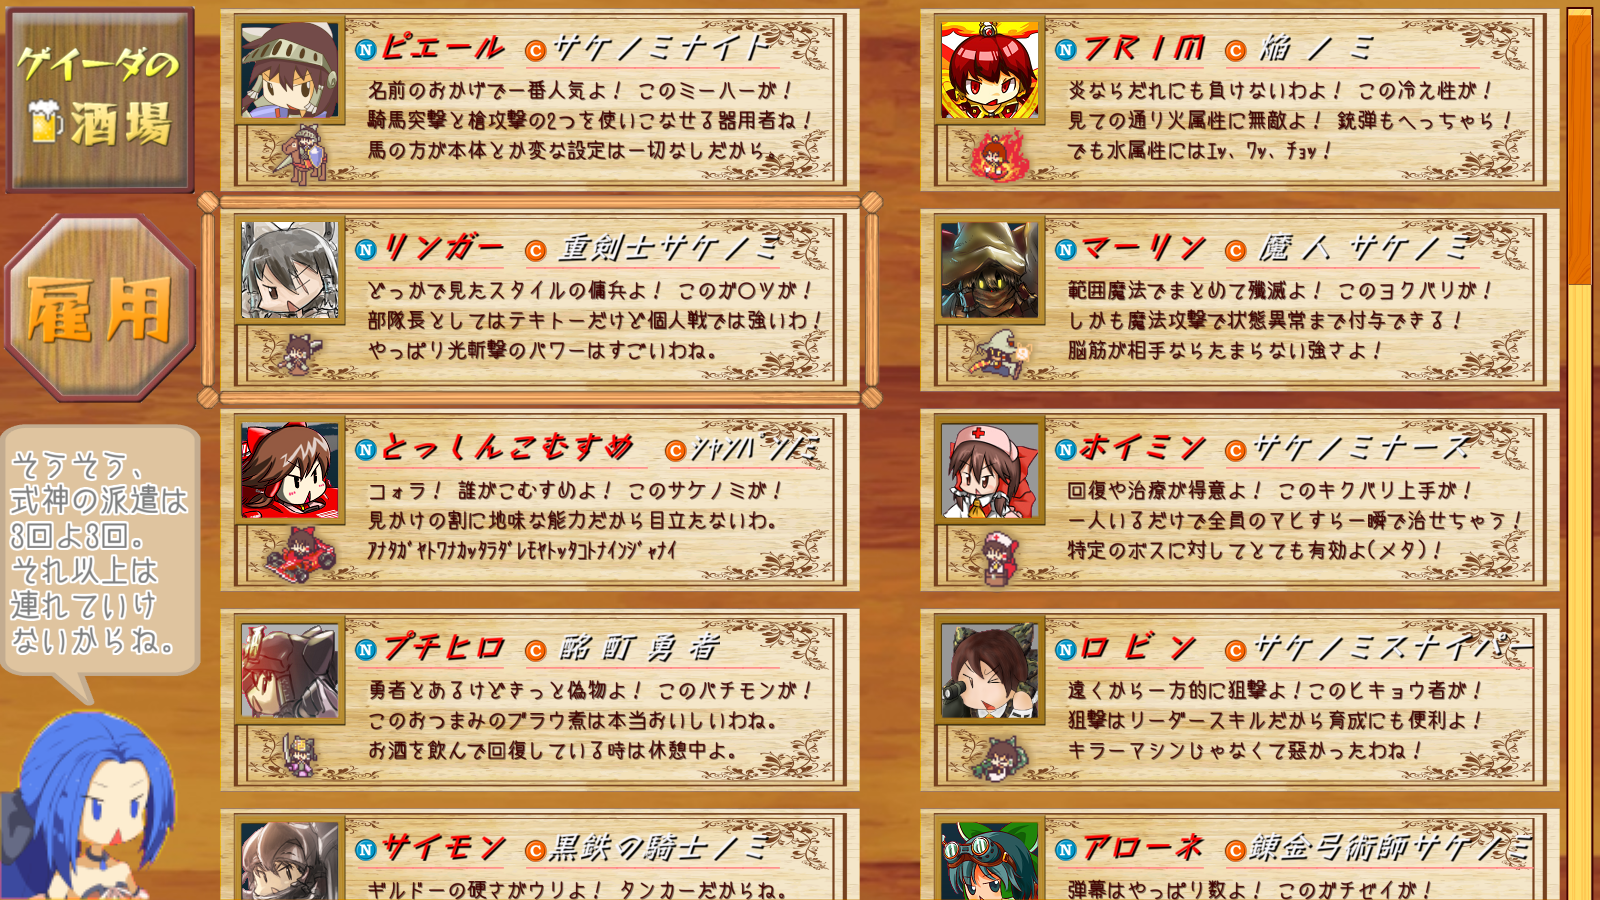 ゲイーダの
酒場
雇用
そうそう、
式神の派遣は
3回よ3回。
それ以上は
連れていけ
ないからね。
N ピエール C サケノミナイト
名前のおかげで一番人気よ！ このミーハーが！
騎馬突撃と槍攻撃の2つを使いこなせる器用者ね！
馬の方が本体とか変な設定は一切なしだから。
N フRIM C 焔ノミ
炎ならだれにも負けないわよ！ この冷え性が！
見ての通り火属性に無敵よ！ 銃弾もへっちゃら！
でも水属性にはｴｯ、ﾜｯ、ﾁｮｯ！
N リンガー C 重剣士サケノミ
どっかで見たスタイルの傭兵よ！ このガ○ツが！
部隊長としてはテキトーだけど個人戦では強いわ！
やっぱり光斬撃のパワーはすごいわね。
N マーリン C 魔人サケノミ
範囲魔法でまとめて殲滅よ！ このヨクバリが！
しかも魔法攻撃で状態異常まで付与できる！
脳筋が相手ならたまらない強さよ！
N とっしんこむすめ C ｼｬﾝﾊﾟﾝﾉﾐ
コォラ！ 誰がこむすめよ！ このサケノミが！
見かけの割に地味な能力だから目立たないわ。
ｱﾅﾀｶﾞﾔﾄﾜﾅｶｯﾀﾗﾀﾞﾚﾓﾔﾄｯﾀｺﾄﾅｲﾝｼﾞｬﾅｲ
N ホイミン C サケノミナース
回復や治療が得意よ！ このキクバリ上手が！
一人いるだけで全員のマヒすら一瞬で治せちゃう！
特定のボスに対してとても有効よ(メタ)！
N プチヒロ C 酩酊勇者
勇者とあるけどきっと偽物よ！ このバチモンが！
このおつまみのブラウ煮は本当おいしいわね。
お酒を飲んで回復している時は休憩中よ。
N ロビン C サケノミスナイパー
遠くから一方的に狙撃よ！このヒキョウ者が！
狙撃はリーダースキルだから育成にも便利よ！
キラーマシンじゃなくて惡かったわね！
N サイモン C 黒鉄の騎士ノミ
ギルドーの硬さがウリよ！ タンカーだからね。
N アローネ C 錬金弓術師サケノミ
弾幕はやっぱり数よ！ このガチゼイが！